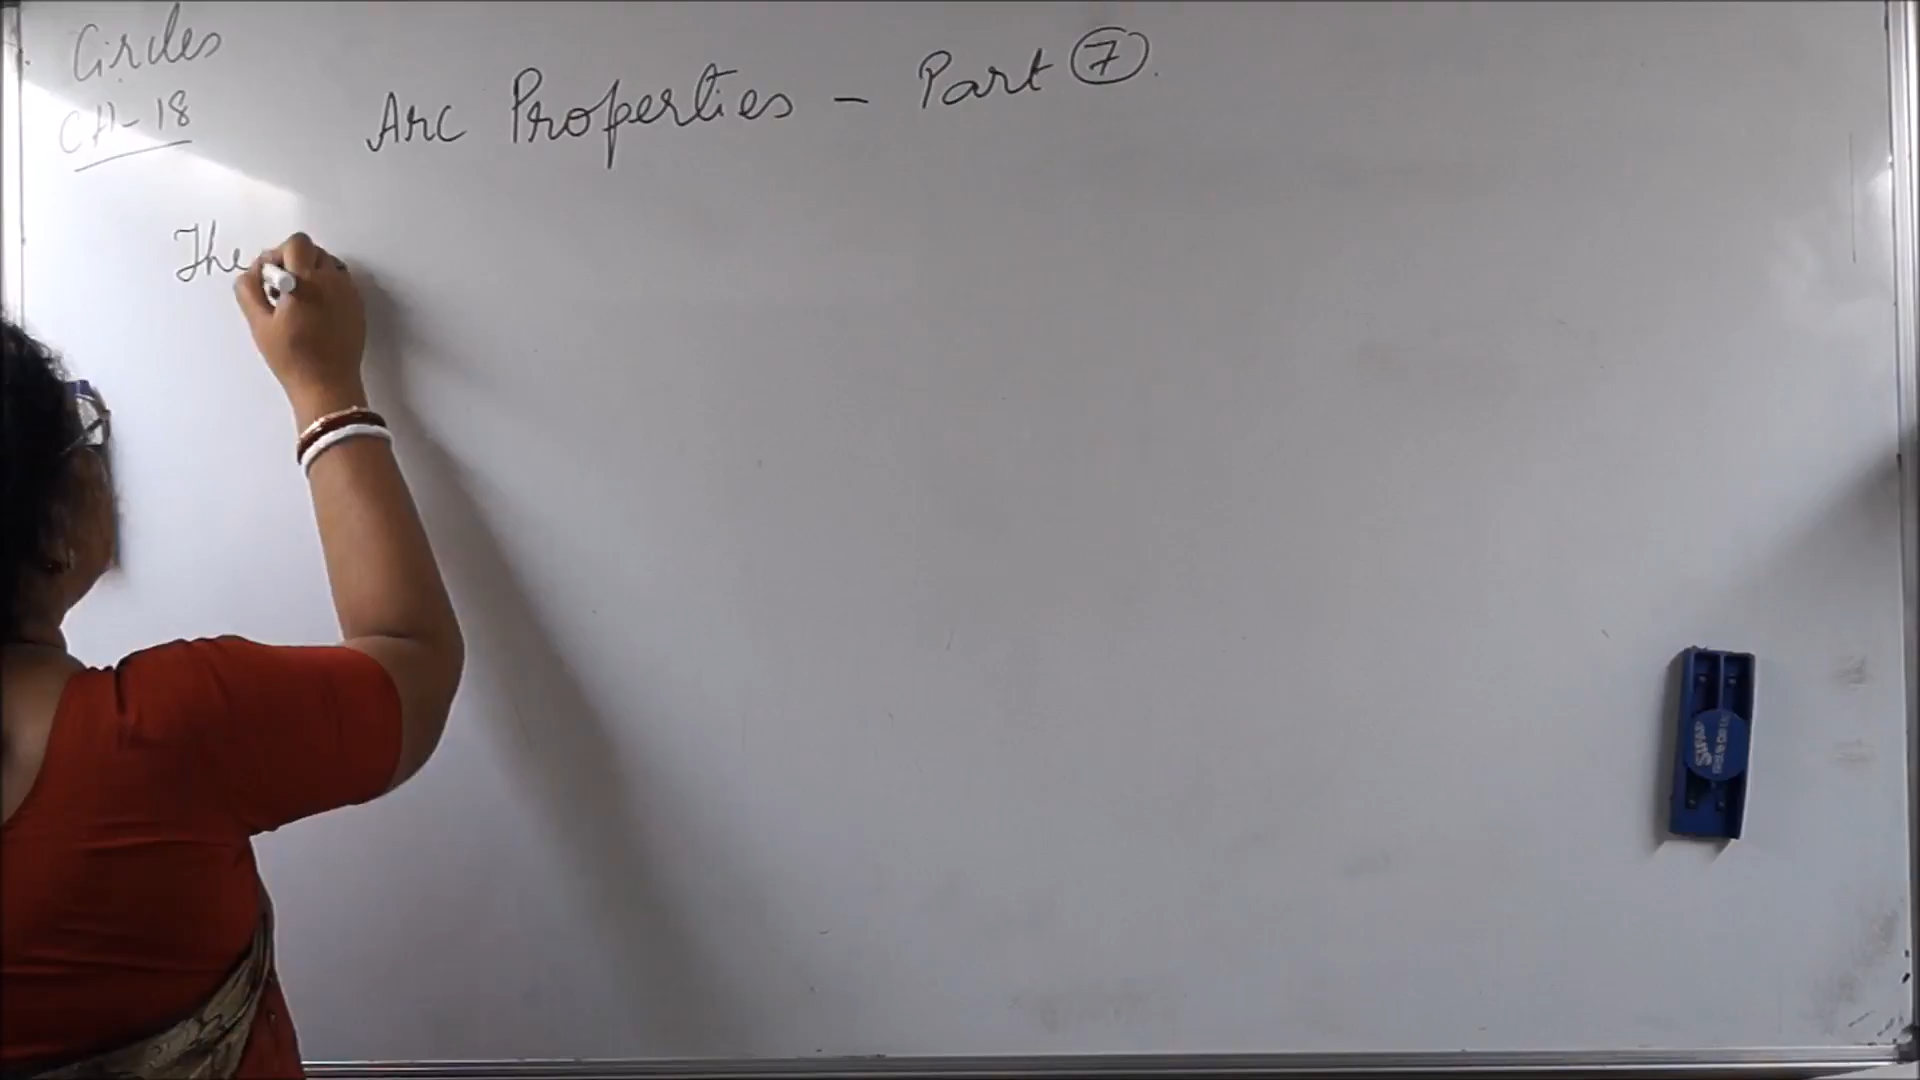 Circles
CH-18
Arc Properties - Part 7.
The